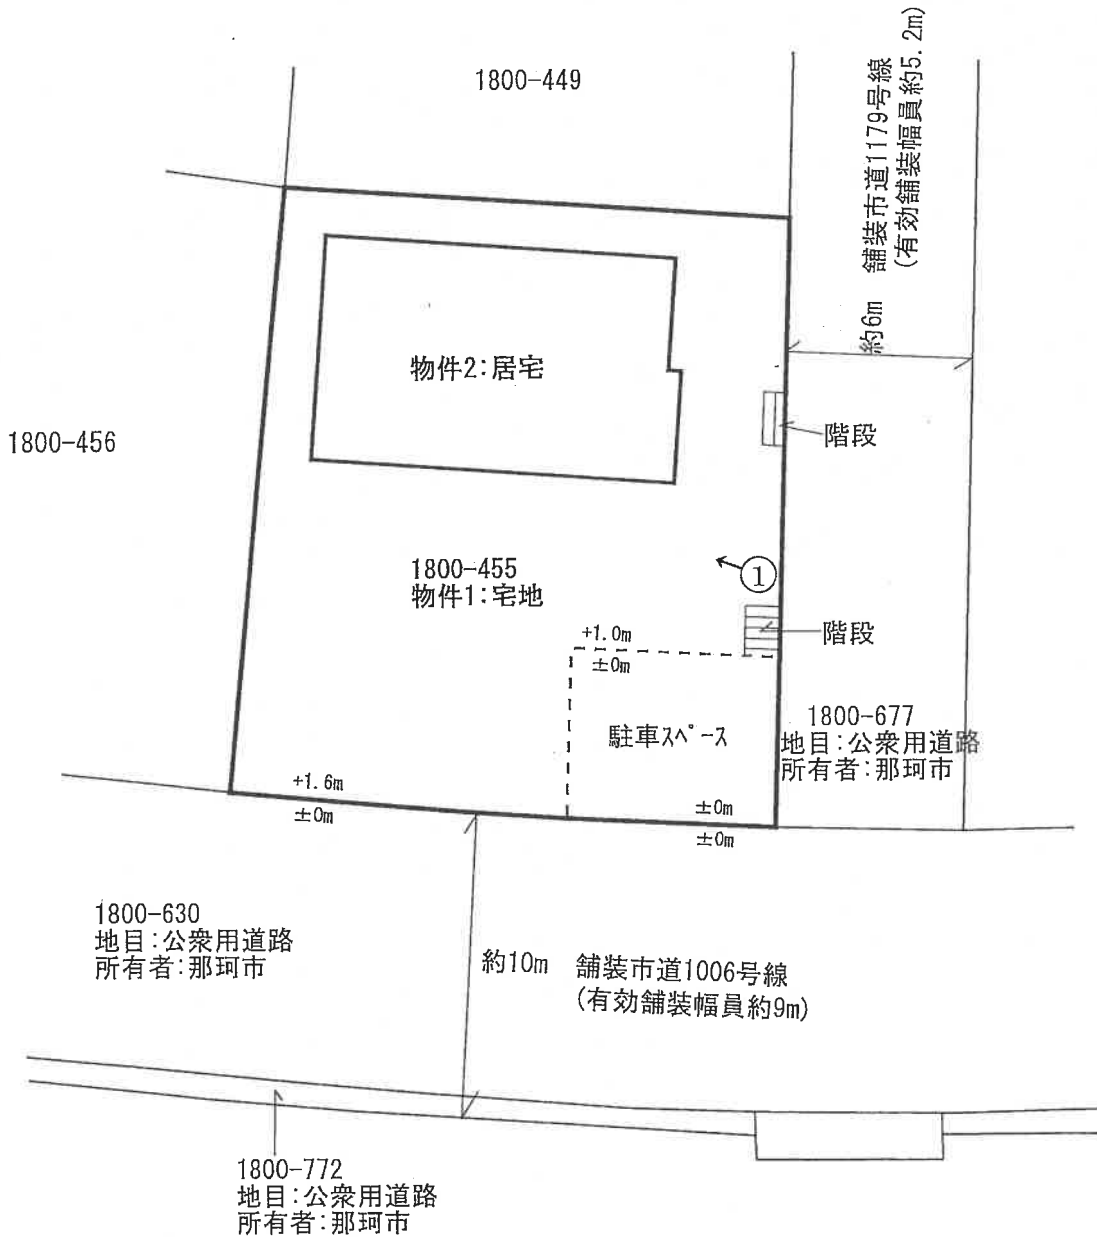 1800-449
舗装市道1179号線
(有効舗装幅員約5.2m)
約6m
物件2:居宅
階段
1800-456
1800-455
物件1:宅地
①
階段
+1.0m
±0m
駐車スペース
1800-677
地目:公衆用道路
所有者:那珂市
+1.6m
±0m
±0m
±0m
1800-630
地目:公衆用道路
所有者:那珂市
約10m
舗装市道1006号線
(有効舗装幅員約9m)
1800-772
地目:公衆用道路
所有者:那珂市